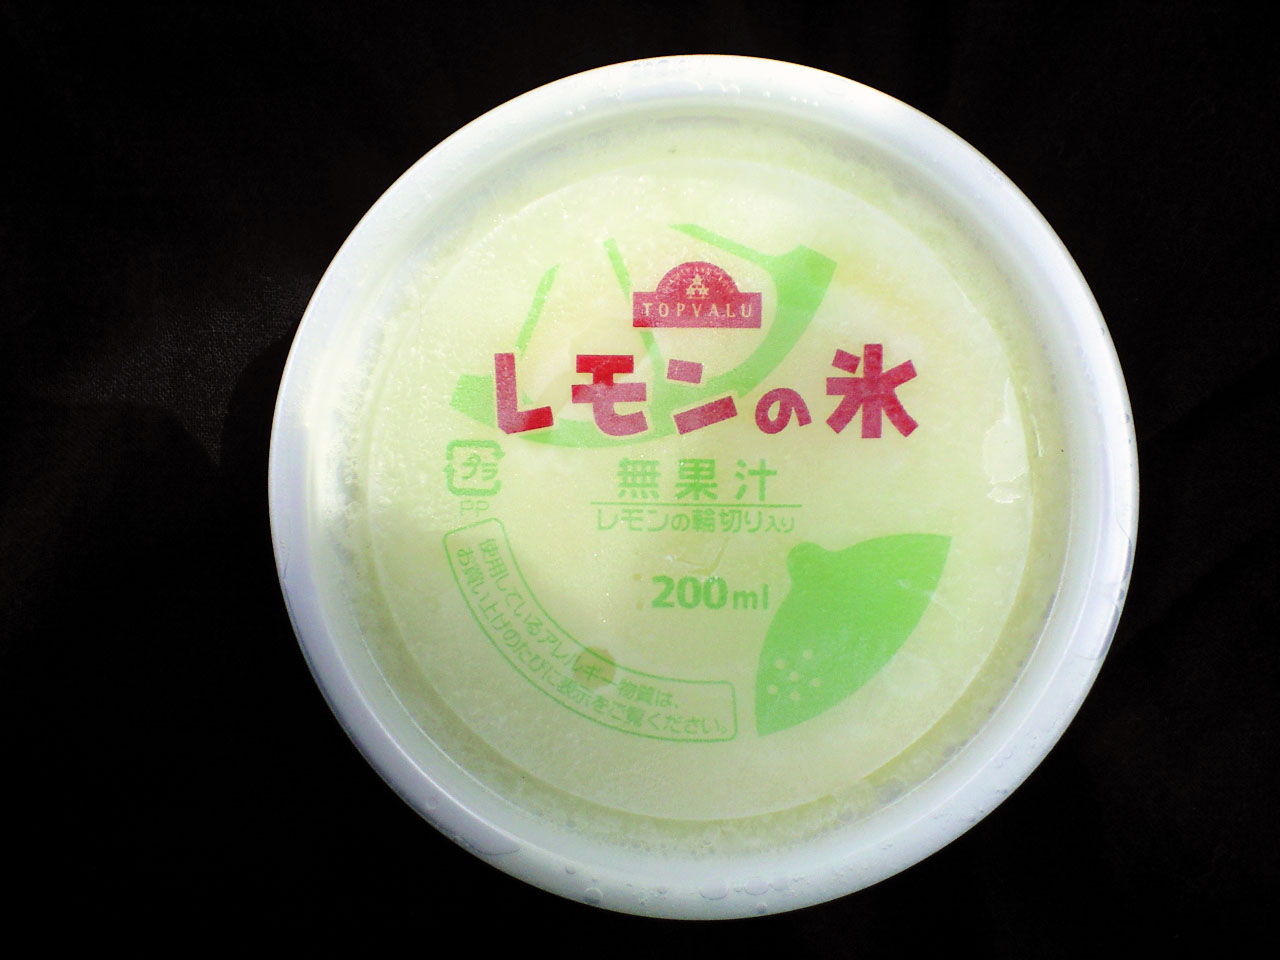 TOPVALU
レモンの氷
無果汁
レモンの輪切り入り
プラ
PP
200ml
使用しているアレルギー物質は、
お買い上げのたびに表示をご覧ください。